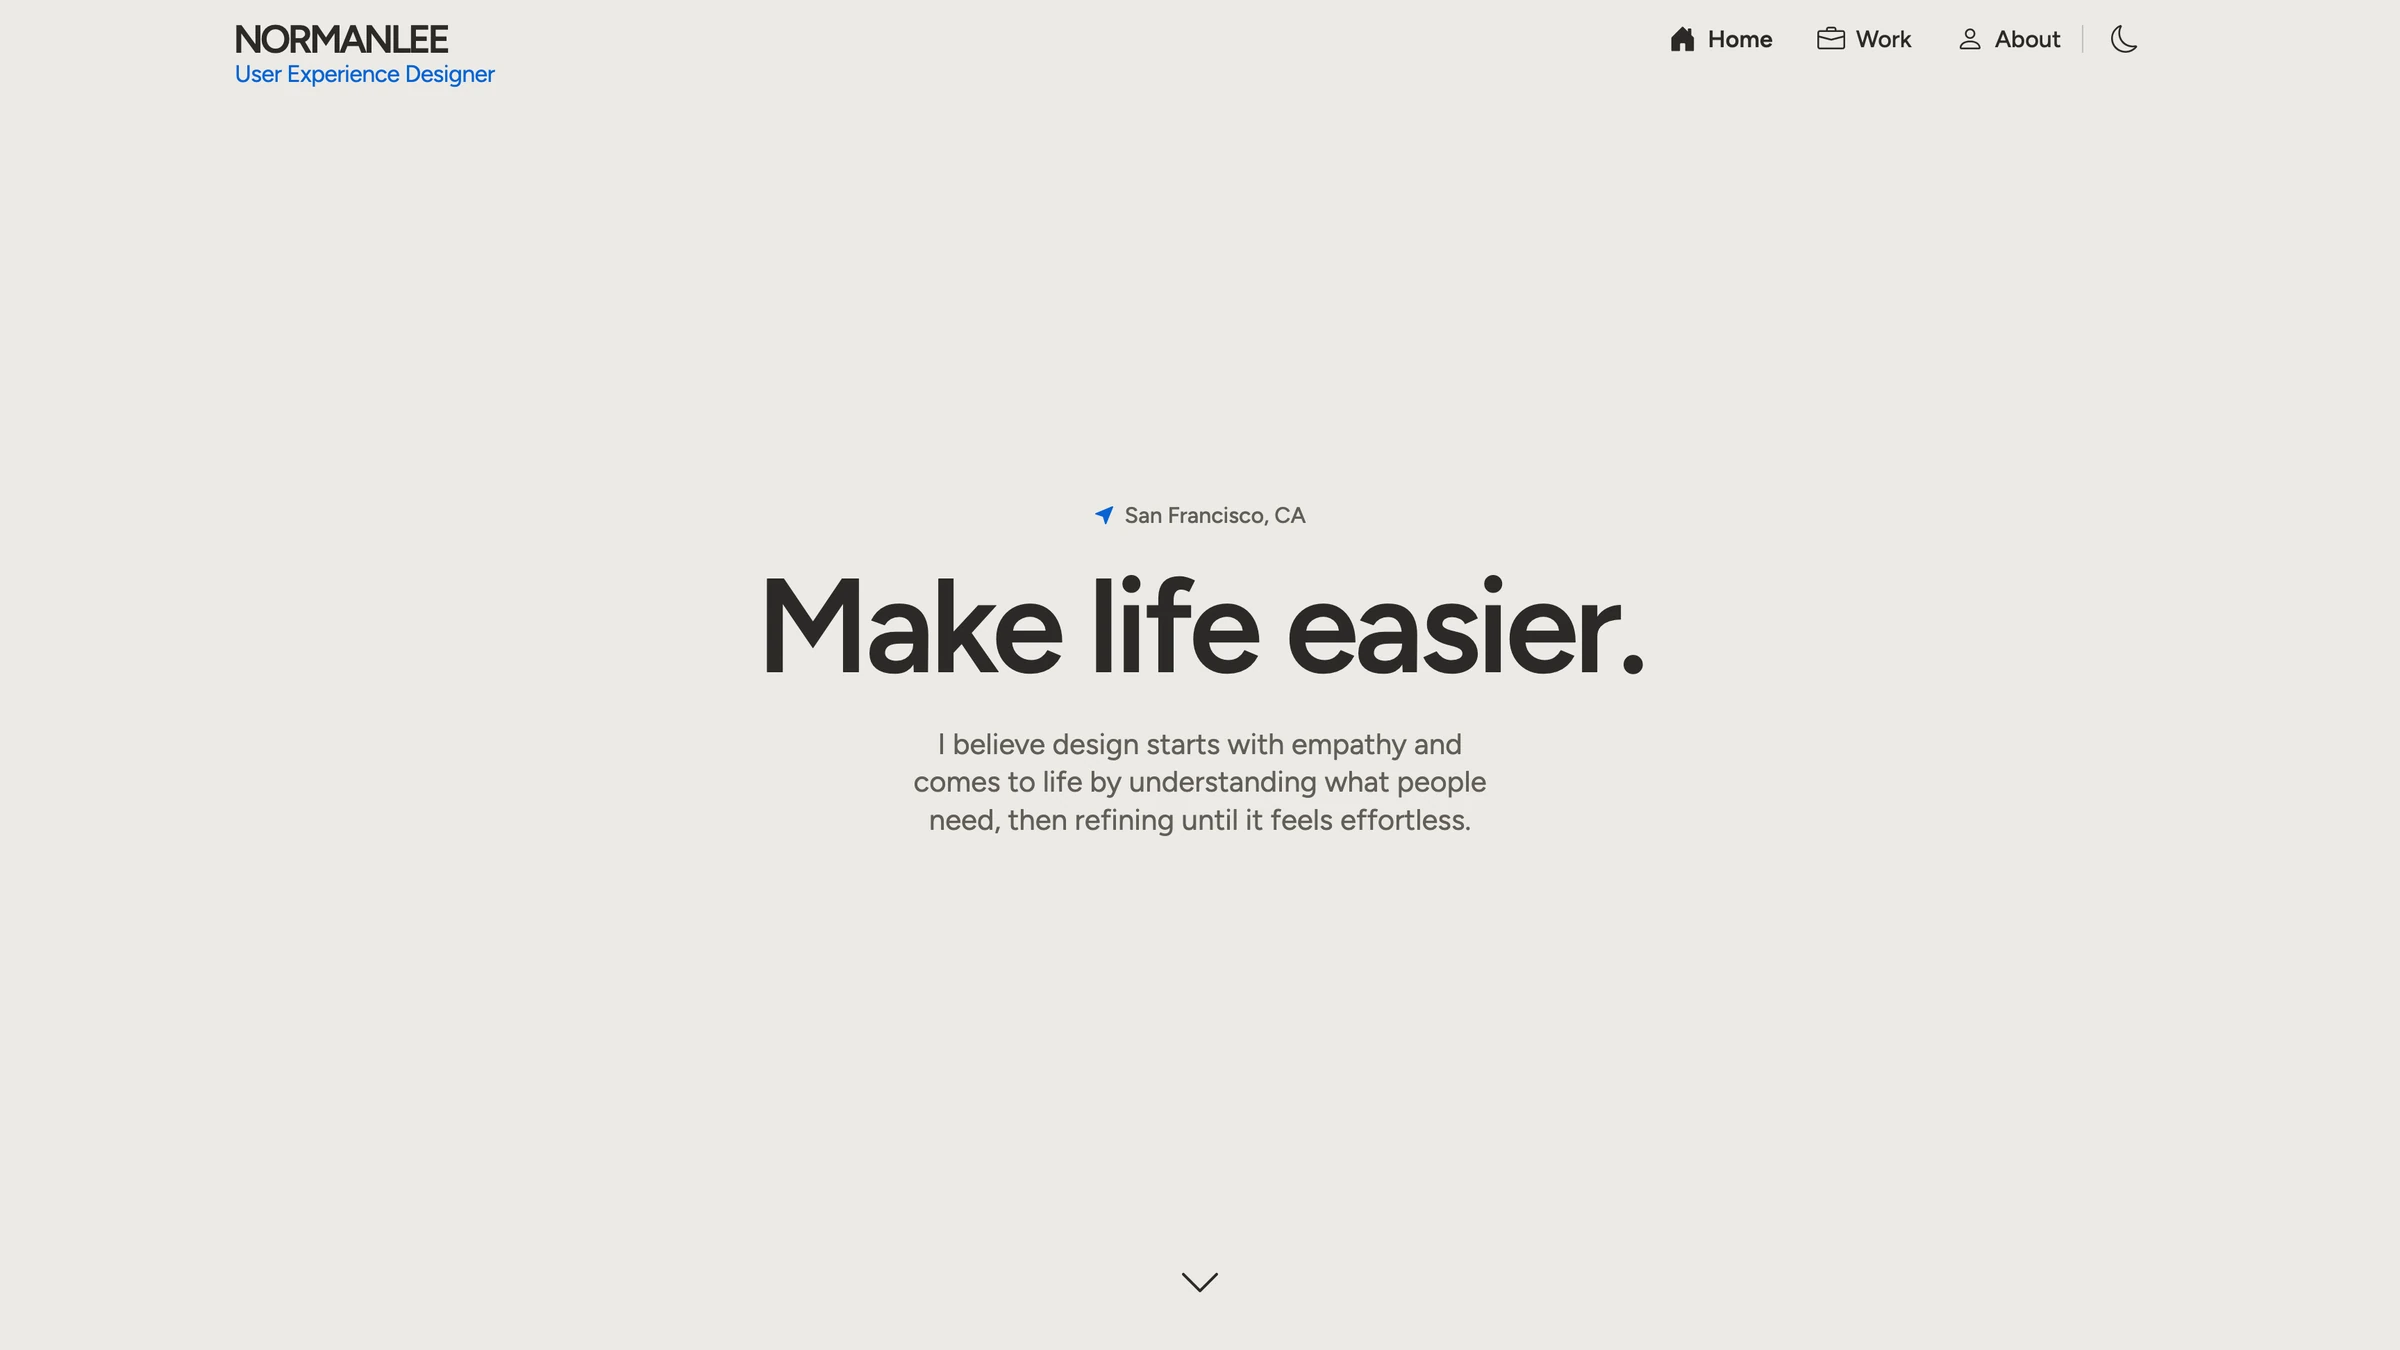 NORMANLEE
User Experience Designer
Home
Work
About
San Francisco, CA
Make life easier.
I believe design starts with empathy and
comes to life by understanding what people
need, then refining until it feels effortless.